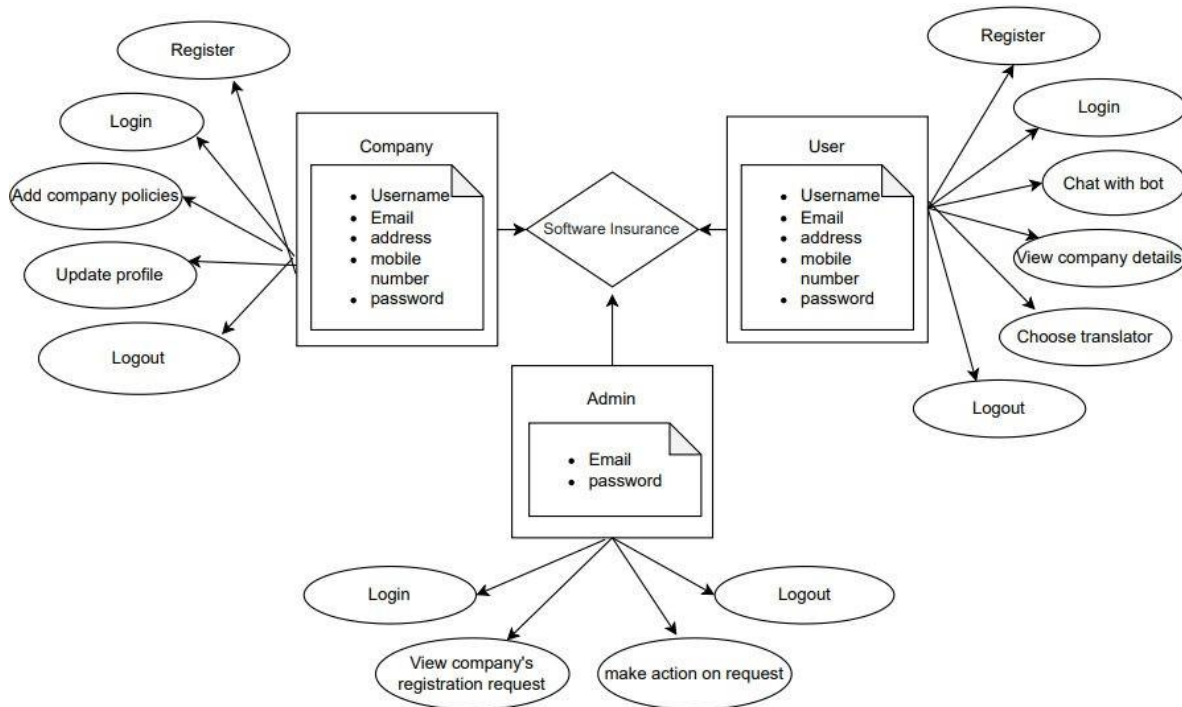 Register
Login
Add company policies
Update profile
Logout
Company
Username
Email
address
mobile
number
password
Software Insurance
User
Username
Email
address
mobile
number
password
Register
Login
Chat with bot
View company details
Choose translator
Logout
Admin
Email
password
Login
View company's
registration request
make action on request
Logout